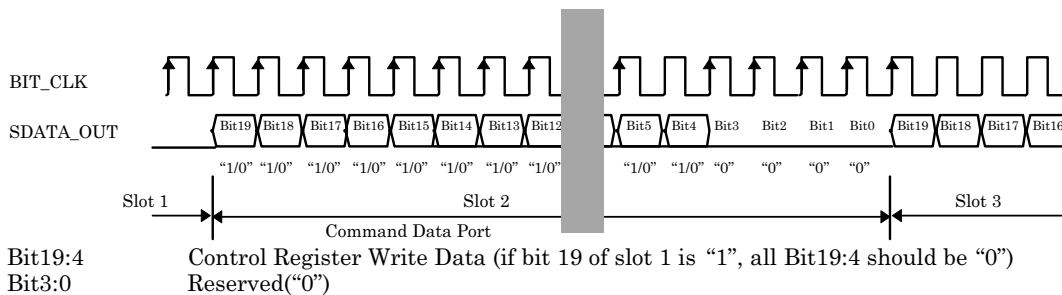 BIT_CLK
SDATA_OUT
Bit19 Bit18 Bit17 Bit16 Bit15 Bit14 Bit13 Bit12 Bit5 Bit4 Bit3 Bit2 Bit1 Bit0 Bit19 Bit18 Bit17 Bit16
“1/0” “1/0” “1/0” “1/0” “1/0” “1/0” “1/0” “1/0” “1/0” “1/0” “0” “0” “0” “0”
Slot 1 Slot 2 Slot 3
Command Data Port
Bit19:4 Control Register Write Data (if bit 19 of slot 1 is “1”, all Bit19:4 should be “0”)
Bit3:0 Reserved(“0”)